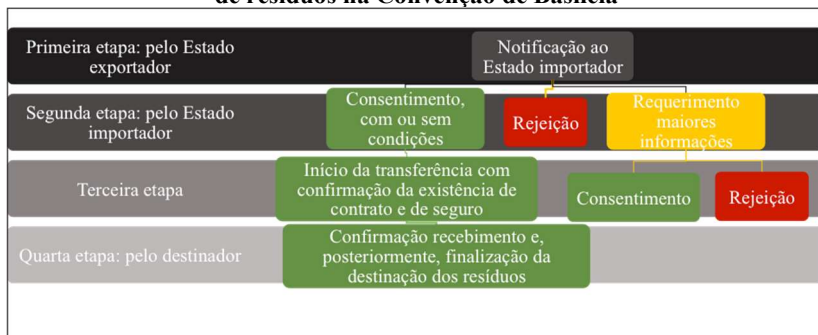 de resíduos na Convenção de Basileia
Primeira etapa: pelo Estado
exportador
Notificação ao
Estado importador
Segunda etapa: pelo Estado
importador
Consentimento,
com ou sem
condições
Rejeição
Requerimento
maiores
informações
Terceira etapa
Início da transferência com
confirmação da existência de
contrato e de seguro
Consentimento
Rejeição
Quarta etapa: pelo destinador
Confirmação recebimento e,
posteriormente, finalização da
destinação dos resíduos